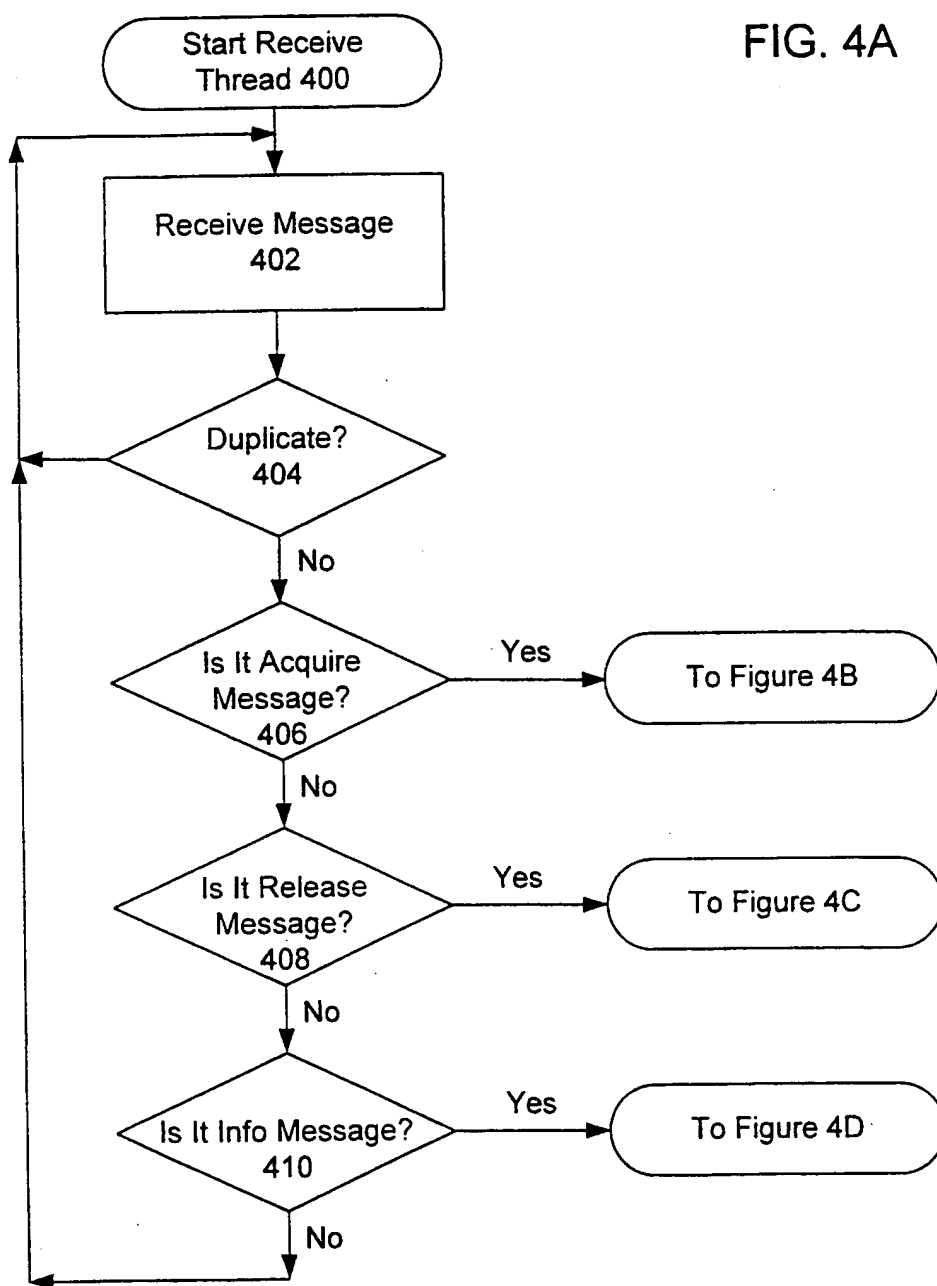 FIG. 4A
Start Receive
Thread 400
Receive Message
402
Duplicate?
404
No
Is It Acquire
Message?
406
Yes
To Figure 4B
No
Is It Release
Message?
408
Yes
To Figure 4C
No
Is It Info Message?
410
Yes
To Figure 4D
No